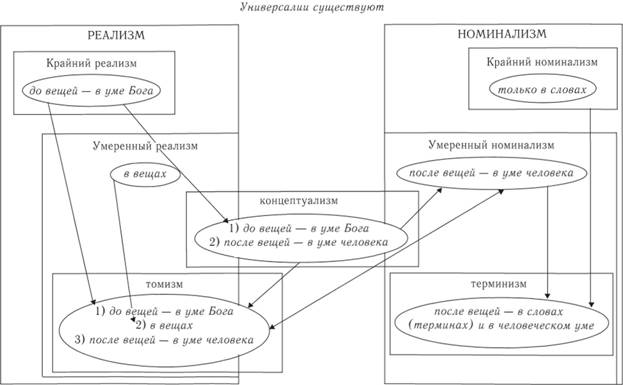 Универсалии существуют
РЕАЛИЗМ
НОМИНАЛИЗМ
Крайний реализм
до вещей — в уме Бога
Крайний номинализм
только в словах
Умеренный реализм
в вещах
Умеренный номинализм
после вещей — в уме человека
концептуализм
1) до вещей — в уме Бога
2) после вещей — в уме человека
томизм
1) до вещей — в уме Бога
2) в вещах
3) после вещей — в уме человека
терминизм
после вещей — в словах
(терминах) и в человеческом уме